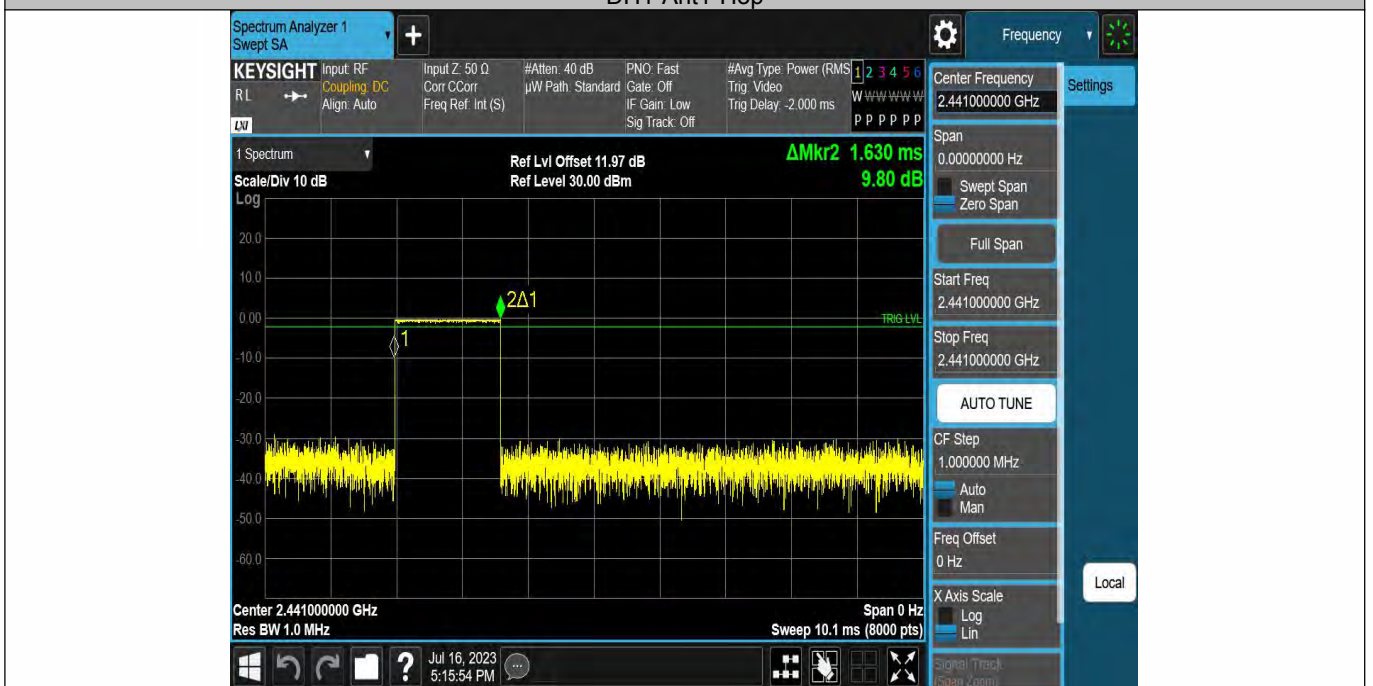 Spectrum Analyzer 1
Swept SA
+
Frequency
KEYSIGHT
RL
LXI
Input: RF
Coupling: DC
Align: Auto
Input Z: 50 Ω
Corr CCorr
Freq Ref: Int (S)
#Atten: 40 dB
µW Path: Standard
PNO: Fast
Gate: Off
IF Gain: Low
Sig Track: Off
#Avg Type: Power (RMS
Trig: Video
Trig Delay: -2.000 ms
1 2 3 4 5 6
W W W W W W
P P P P P P
Center Frequency
2.441000000 GHz
Settings
1 Spectrum
Scale/Div 10 dB
Log
Ref Lvl Offset 11.97 dB
Ref Level 30.00 dBm
ΔMkr2 1.630 ms
9.80 dB
Span
0.00000000 Hz
Swept Span
Zero Span
Full Span
Start Freq
2.441000000 GHz
Stop Freq
2.441000000 GHz
AUTO TUNE
CF Step
1.000000 MHz
Auto
Man
Freq Offset
0 Hz
X Axis Scale
Log
Lin
Signal Track
(Span Zoom)
Local
20.0
10.0
0.00
-10.0
-20.0
-30.0
-40.0
-50.0
-60.0
2Δ1
1
TRIG LVL
Center 2.441000000 GHz
Res BW 1.0 MHz
Span 0 Hz
Sweep 10.1 ms (8000 pts)
?
Jul 16, 2023
5:15:54 PM